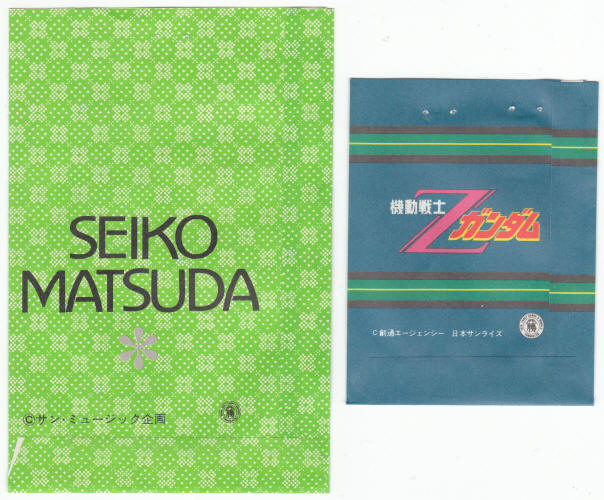 SEIKO
MATSUDA
Ⓒサン・ミュージック企画
機動戦士
Zガンダム
C 創通エージェンシー 日本サンライズ